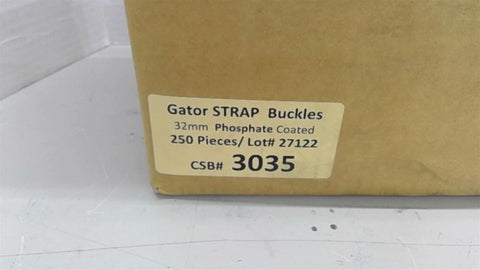 Gator STRAP Buckles
32mm Phosphate Coated
250 Pieces/ Lot# 27122
CSB# 3035